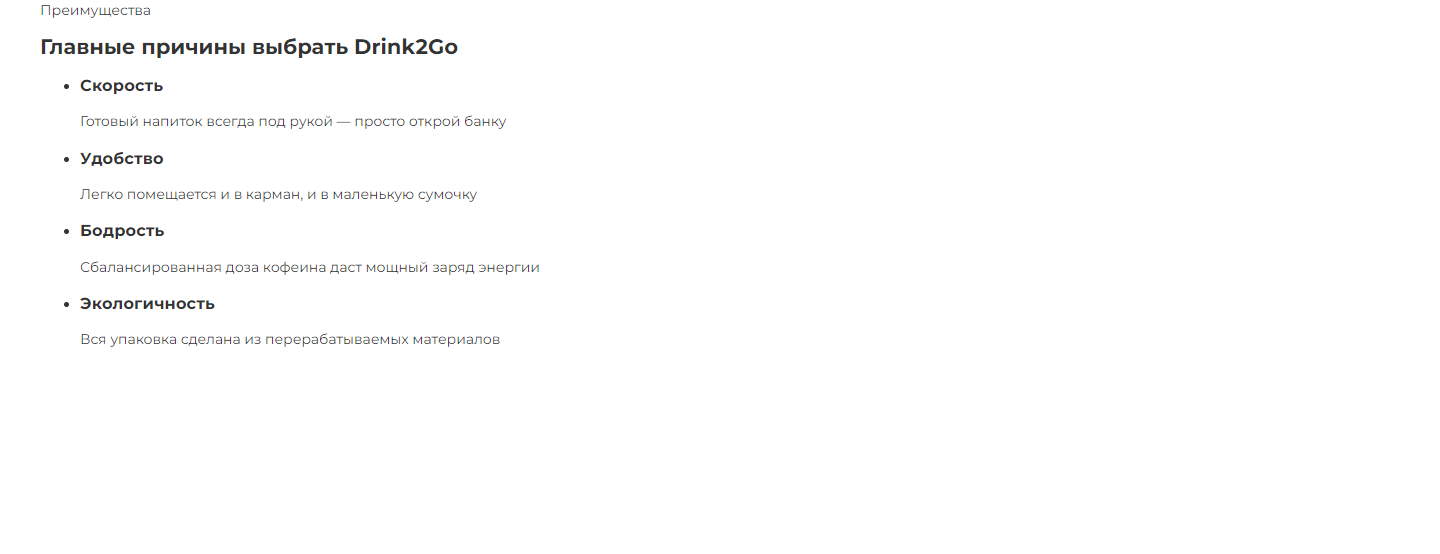 Преимущества
Главные причины выбрать Drink2Go
• Скорость
Готовый напиток всегда под рукой — просто открой банку
• Удобство
Легко помещается и в карман, и в маленькую сумочку
• Бодрость
Сбалансированная доза кофеина даст мощный заряд энергии
• Экологичность
Вся упаковка сделана из перерабатываемых материалов